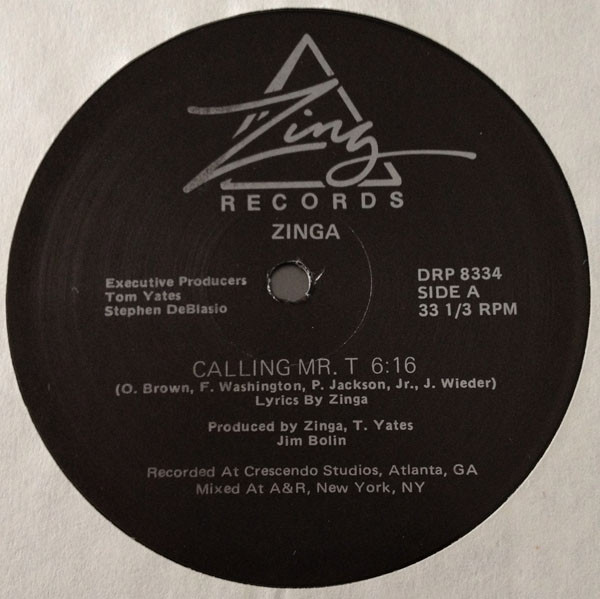 Zing
RECORDS
ZINGA
Executive Producers
Tom Yates
Stephen DeBlasio
DRP 8334
SIDE A
33 1/3 RPM
CALLING MR. T 6:16
(O. Brown, F. Washington, P. Jackson, Jr., J. Wieder)
Lyrics By Zinga
Produced by Zinga, T. Yates
Jim Bolin
Recorded At Crescendo Studios, Atlanta, GA
Mixed At A&R, New York, NY